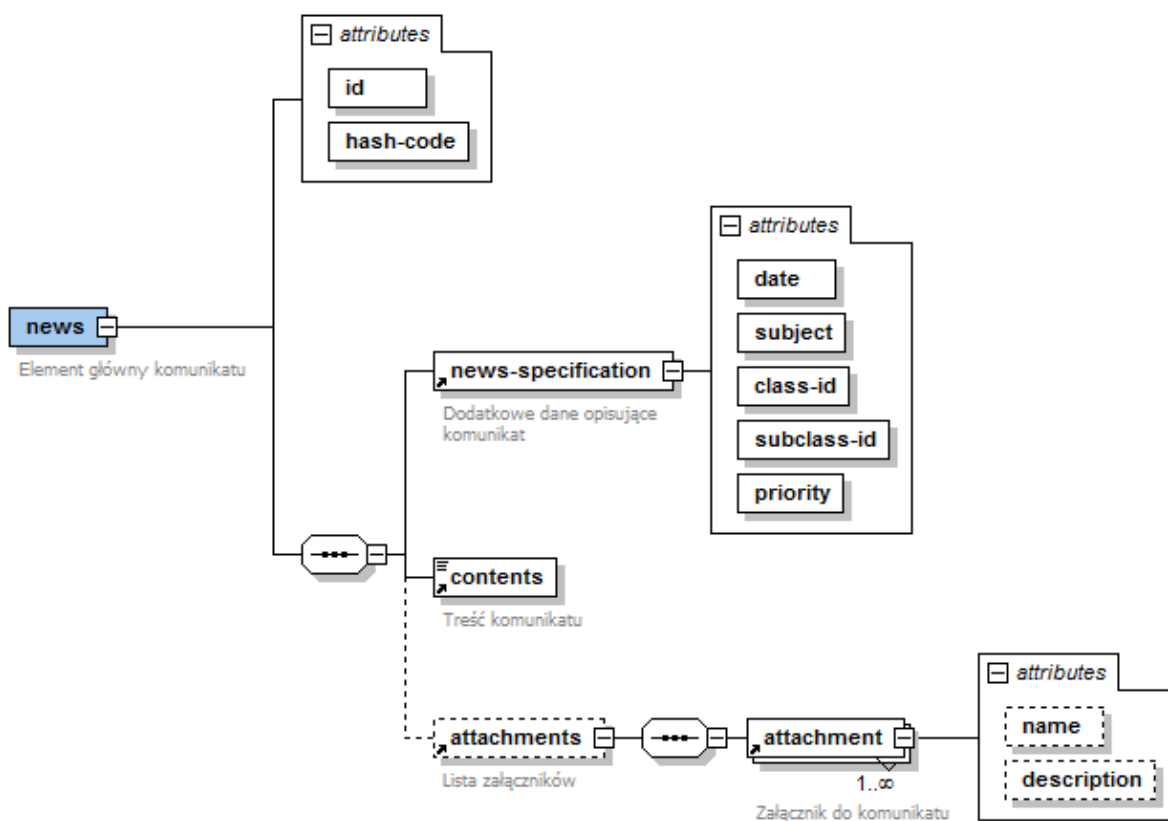 attributes
id
hash-code
attributes
date
subject
class-id
subclass-id
priority
news
Element główny komunikatu
news-specification
Dodatkowe dane opisujące
komunikat
contents
Treść komunikatu
attributes
name
description
attachments
Lista załączników
attachment
1..∞
Załącznik do komunikatu